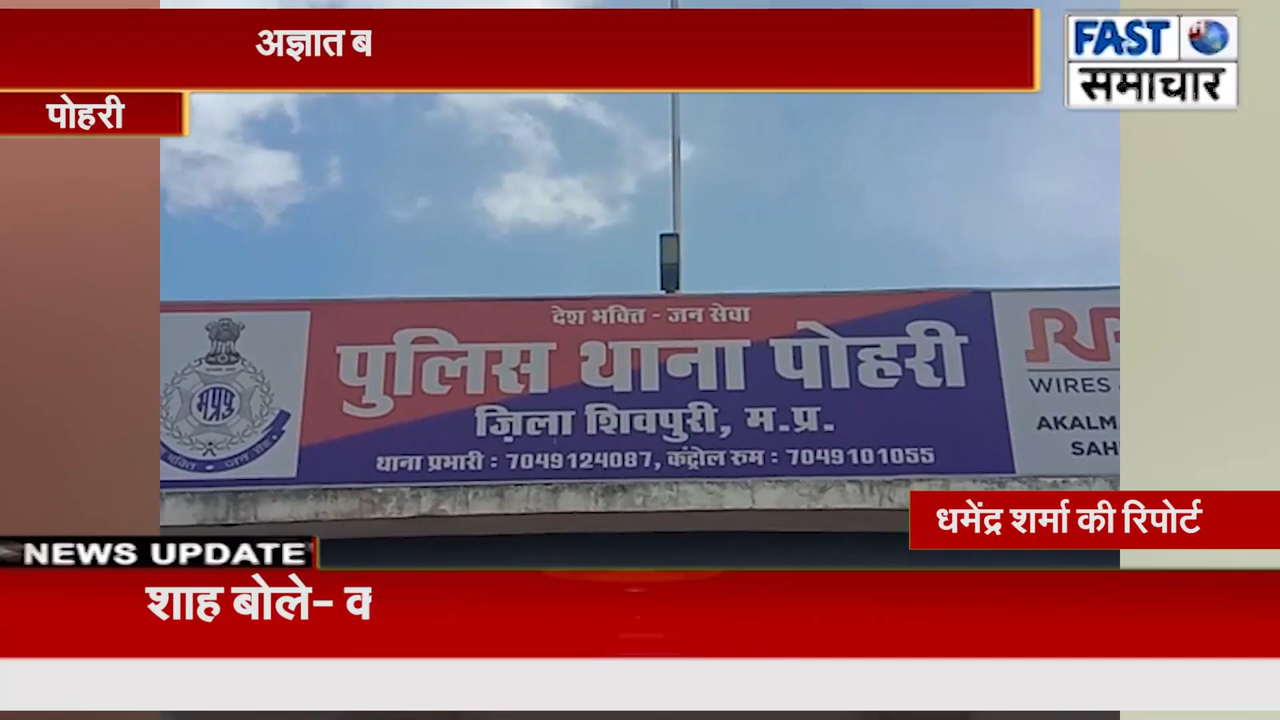 अज्ञात ब
FAST
समाचार
पोहरी
देश भक्ति - जन सेवा
पुलिस थाना पोहरी
जिला शिवपुरी, म.प्र.
थाना प्रभारी : 7049124087, कंट्रोल रूम : 7049101055
WIRES
AKALM
SAH
धमेंद्र शर्मा की रिपोर्ट
NEWS UPDATE
शाह बोले-